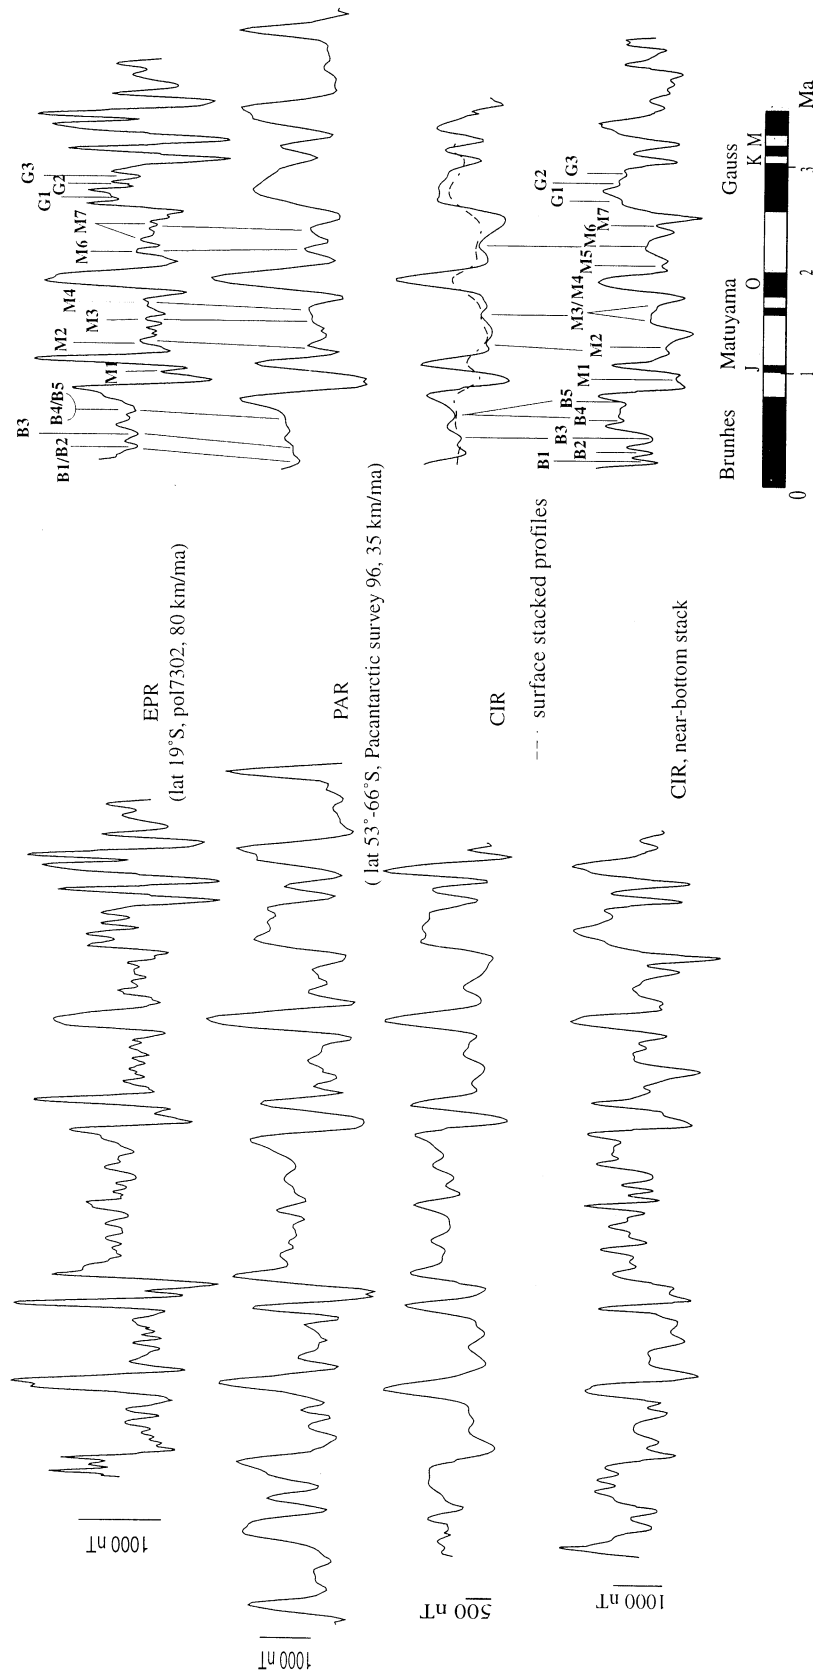 1000 nT
1000 nT
500 nT
1000 nT
EPR
(lat 19°S, pol7302, 80 km/ma)
PAR
( lat 53°-66°S, Pacantarctic survey 96, 35 km/ma)
CIR
--- · surface stacked profiles
CIR, near-bottom stack
B1/B2
B3
B4/B5
M1
M2
M3
M4
M6
M7
G1
G2
G3
B1
B2
B3
B4
B5
M1
M2
M3/M4
M5
M6
M7
G1
G2
G3
Brunhes
J
Matuyama
O
Gauss
K M
0
1
2
3
Ma